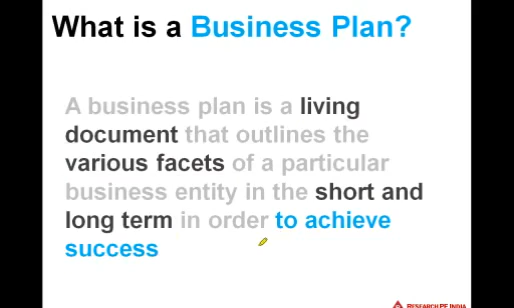 What is a Business Plan?
A business plan is a living
document that outlines the
various facets of a particular
business entity in the short and
long term in order to achieve
success
RESEARCH PE INDIA